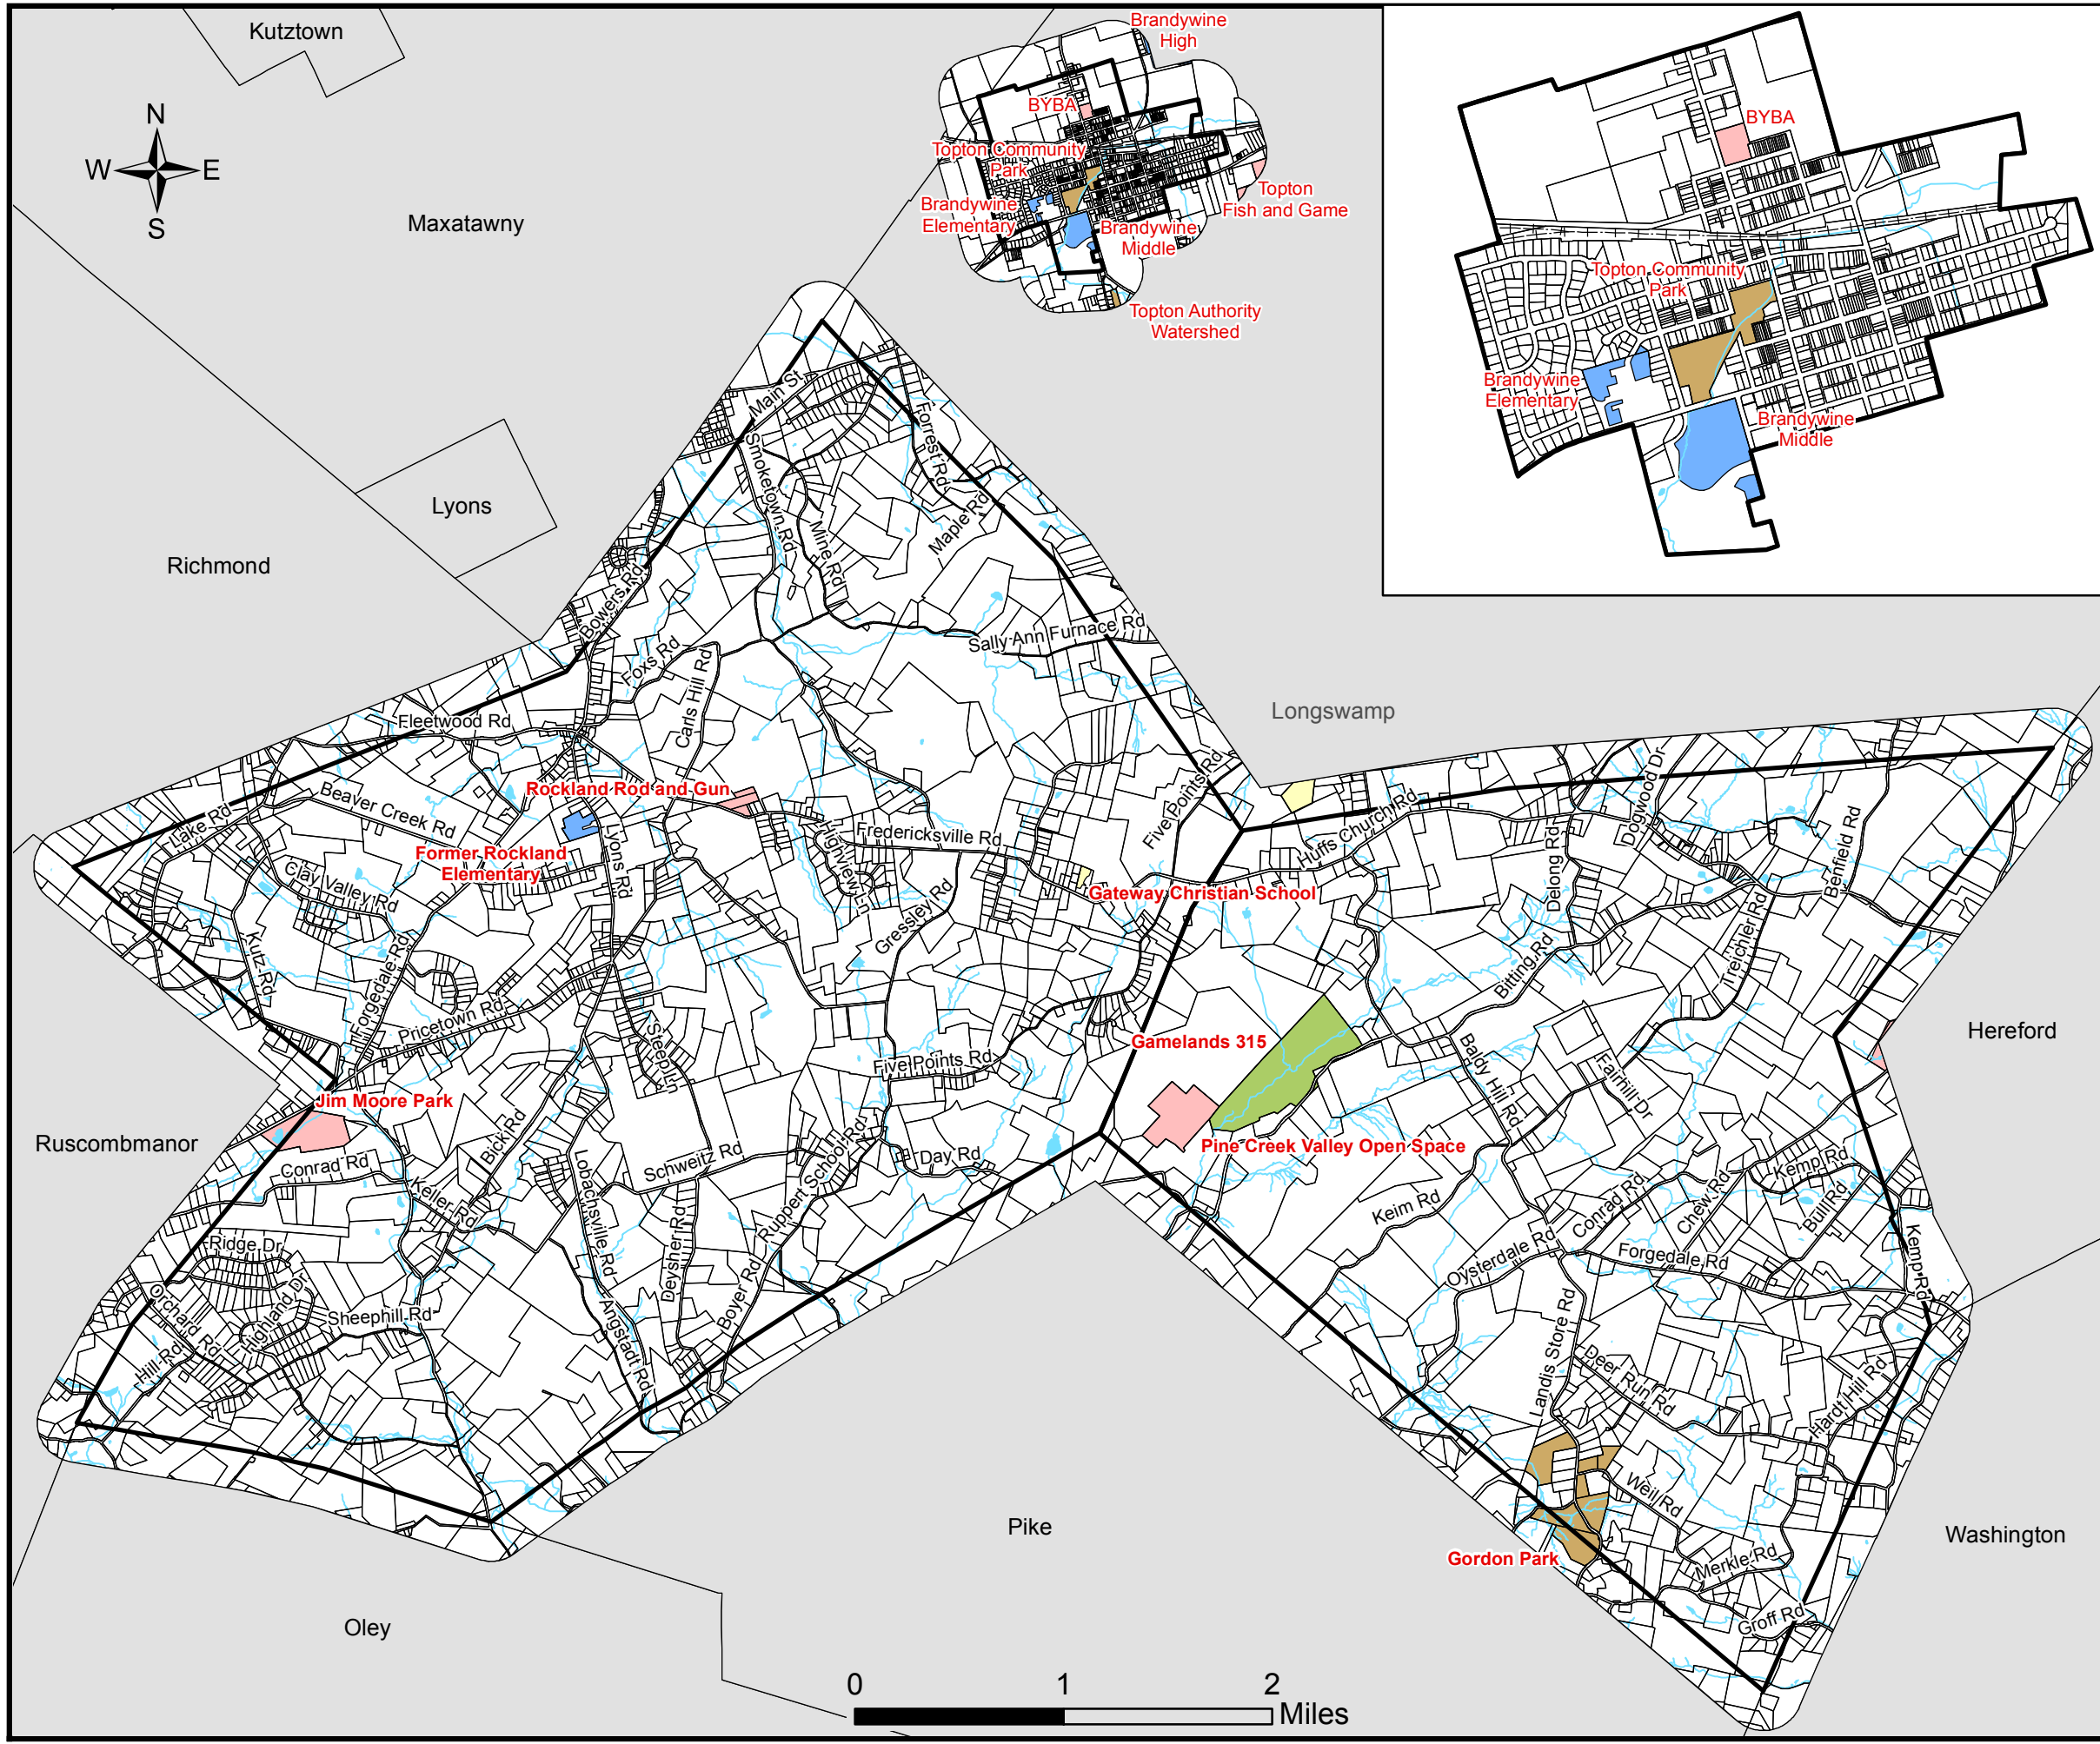 Kutztown
Brandywine
High
N
W
E
S
Maxatawny
BYBA
Topton Community
Park
Brandywine
Elementary
Brandywine
Middle
Topton
Fish and Game
Topton Authority
Watershed
BYBA
Topton Community
Park
Brandywine
Elementary
Brandywine
Middle
Lyons
Richmond
Main St
Smoketown Rd
Forrest Rd
Mine Rd
Maple Rd
Bowers Rd
Foxs Rd
Sally Ann Furnace Rd
Carls Hill Rd
Longswamp
Fleetwood Rd
Rockland Rod and Gun
Five Points Rd
Dogwood Dr
Lake Rd
Beaver Creek Rd
Lyons Rd
Highview Ln
Fredericksville Rd
Huffs Church Rd
Delong Rd
Benfield Rd
Former Rockland
Elementary
Clay Valley Rd
Gressley Rd
Gateway Christian School
Kutz Rd
Forgedale Rd
Bitting Rd
Treichler Rd
Pricetown Rd
Steep Ln
Five Points Rd
Gamelands 315
Hereford
Baldy Hill Rd
Fairhill Dr
Jim Moore Park
Ruscombmanor
Bick Rd
Conrad Rd
Keller Rd
Lobachsville Rd
Schweitz Rd
Ruppert School Rd
Day Rd
Pine Creek Valley Open Space
Keim Rd
Conrad Rd
Chew Rd
Kemp Rd
Bull Rd
Ridge Dr
Deysher Rd
Boyer Rd
Oysterdale Rd
Forgedale Rd
Kemp Rd
Orchard Rd
Highland Dr
Sheephill Rd
Hill Rd
Angstadt Rd
Landis Store Rd
Deer Run Rd
Hardt Hill Rd
Weil Rd
Pike
Gordon Park
Merkle Rd
Washington
Groff Rd
Oley
0
1
2
Miles